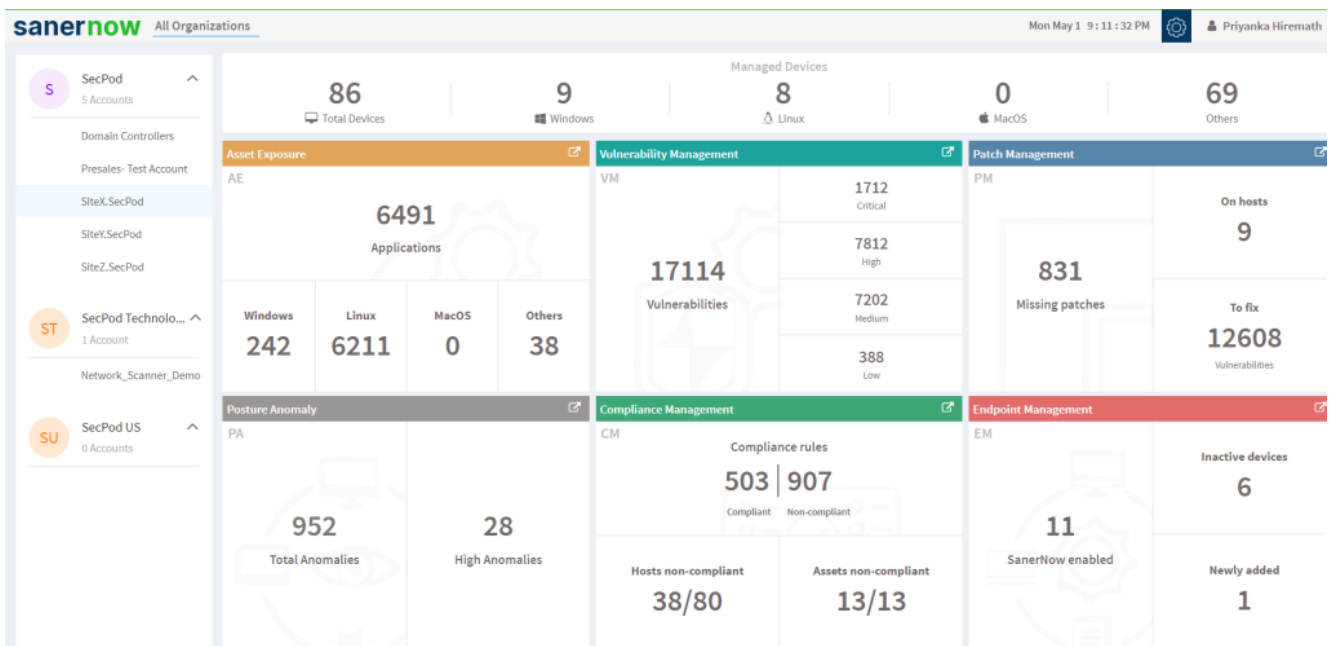 sanernow All Organizations Mon May 1 9:11:32 PM Priyanka Hiremath
S SecPod
5 Accounts
Domain Controllers
Presales- Test Account
SiteX.SecPod
SiteY.SecPod
SiteZ.SecPod
ST SecPod Technolo...
1 Account
Network_Scanner_Demo
SU SecPod US
0 Accounts
Managed Devices
86 9 8 0 69
Total Devices Windows Linux MacOS Others
Asset Exposure
AE
6491
Applications
Windows Linux MacOS Others
242 6211 0 38
Vulnerability Management
VM
17114
Vulnerabilities
1712
Critical
7812
High
7202
Medium
388
Low
Patch Management
PM
831
Missing patches
On hosts
9
To fix
12608
Vulnerabilities
Posture Anomaly
PA
952 28
Total Anomalies High Anomalies
Compliance Management
CM
Compliance rules
503 907
Compliant Non-compliant
Hosts non-compliant Assets non-compliant
38/80 13/13
Endpoint Management
EM
11
SanerNow enabled
Inactive devices
6
Newly added
1